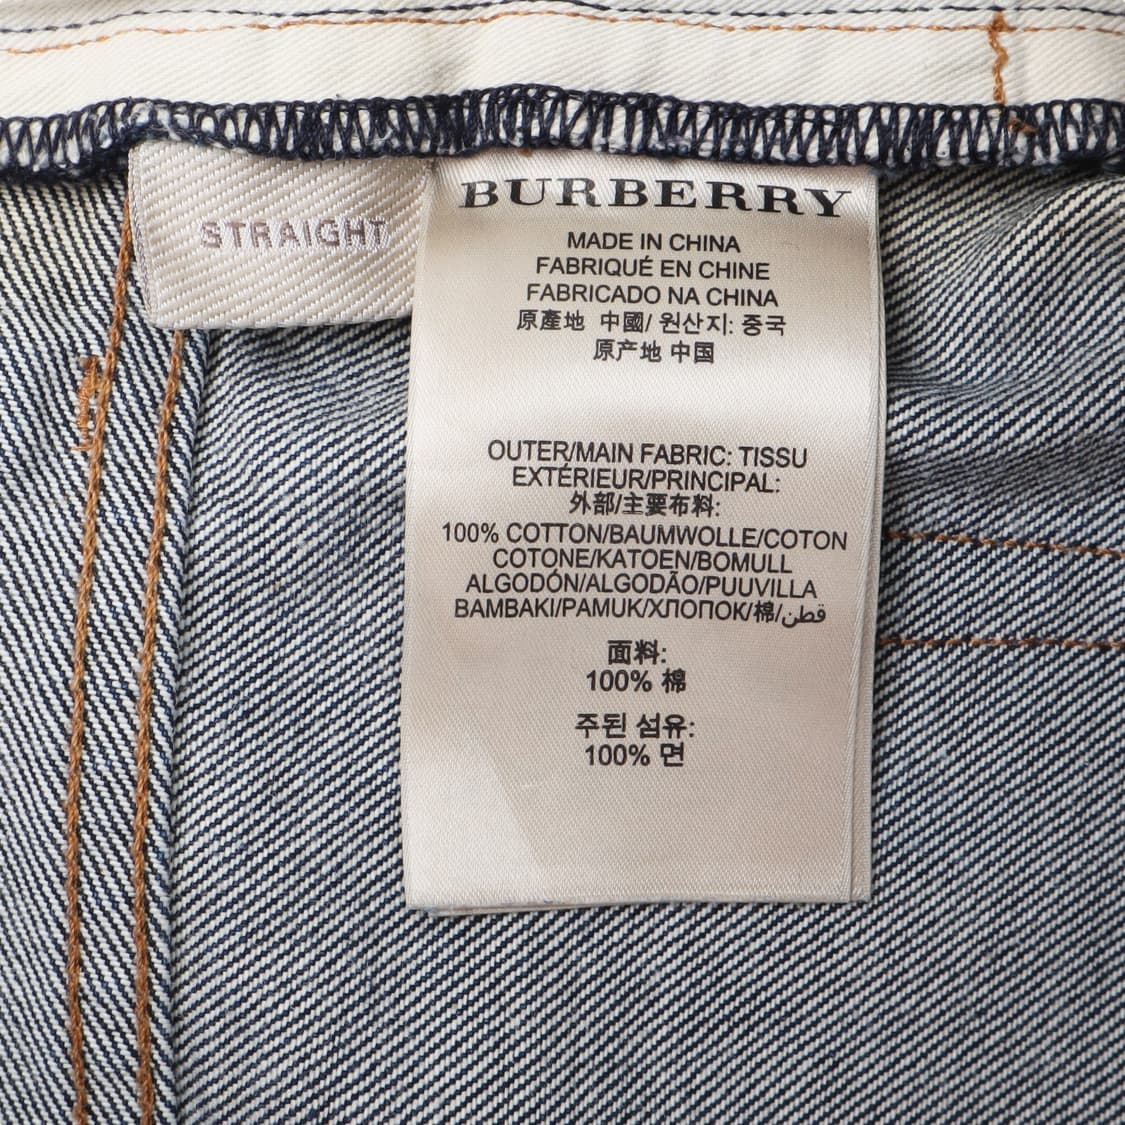 STRAIGHT
BURBERRY
MADE IN CHINA
FABRIQUÉ EN CHINE
FABRICADO NA CHINA
原產地 中國/ 원산지: 중국
原产地 中国
OUTER/MAIN FABRIC: TISSU
EXTÉRIEUR/PRINCIPAL:
外部/主要布料:
100% COTTON/BAUMWOLLE/COTON
COTONE/KATOEN/BOMULL
ALGODÓN/ALGODÃO/PUUVILLA
BAMBAKI/PAMUK/ХЛОПОК/棉/قطن
面料:
100% 棉
주된 섬유:
100% 면